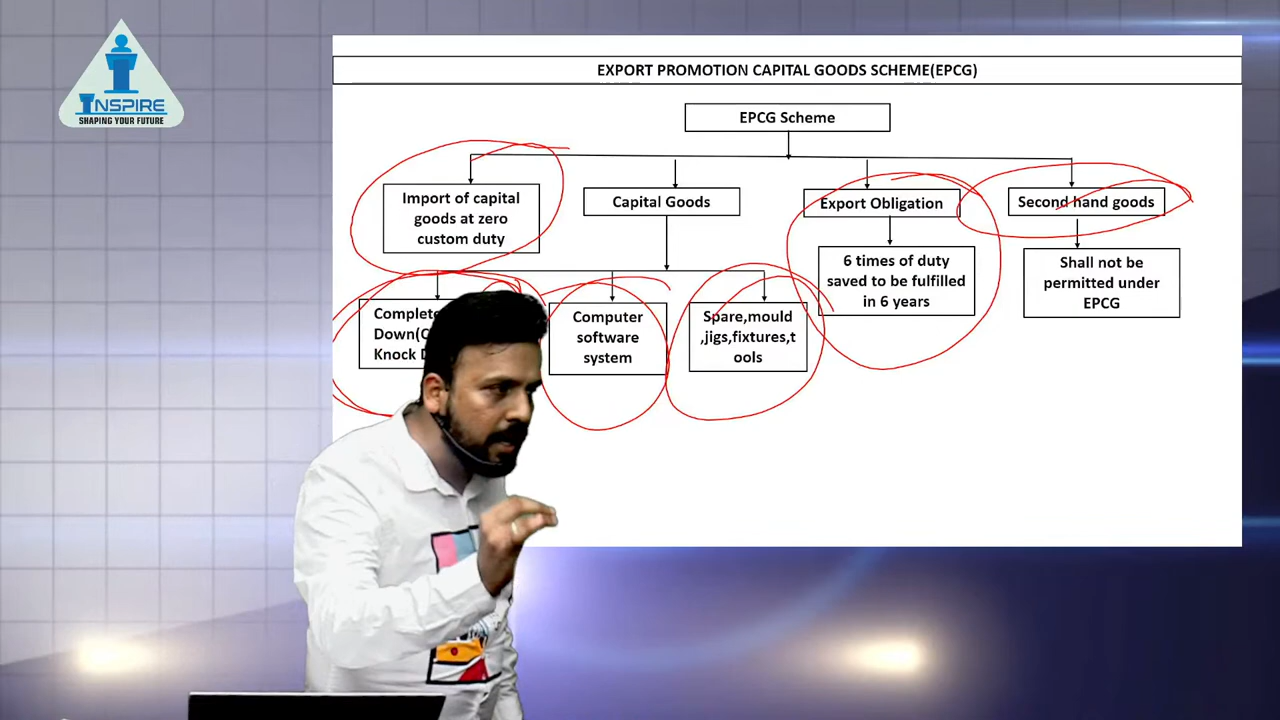 INSPIRE
SHAPING YOUR FUTURE
EXPORT PROMOTION CAPITAL GOODS SCHEME(EPCG)
EPCG Scheme
Import of capital
goods at zero
custom duty
Capital Goods
Export Obligation
Second hand goods
6 times of duty
saved to be fulfilled
in 6 years
Shall not be
permitted under
EPCG
Complete
Down(C
Knock
Computer
software
system
Spare,mould
,jigs,fixtures,t
ools